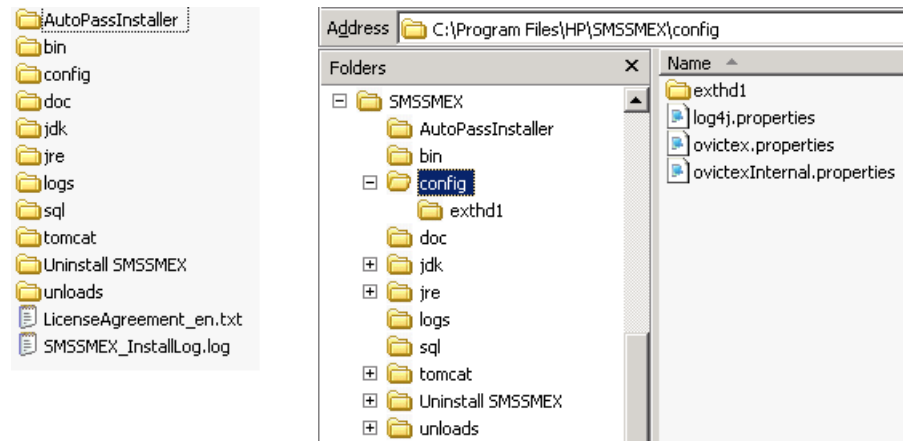 AutoPassInstaller
bin
config
doc
jdk
jre
logs
sql
tomcat
Uninstall SMSSMEX
unloads
LicenseAgreement_en.txt
SMSSMEX_InstallLog.log
Address C:\Program Files\HP\SMSSMEX\config
Folders
SMSSMEX
AutoPassInstaller
bin
config
exthd1
doc
jdk
jre
logs
sql
tomcat
Uninstall SMSSMEX
unloads
Name
exthd1
log4j.properties
ovictex.properties
ovictexInternal.properties